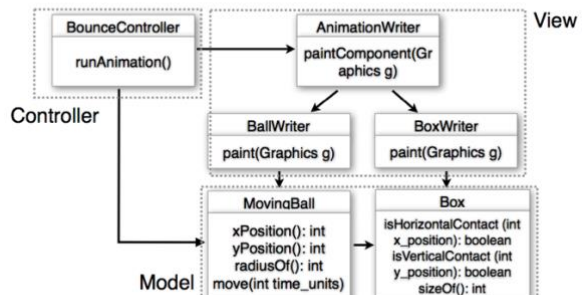 BounceController
runAnimation()
Controller
AnimationWriter
paintComponent(Gr
aphics g)
View
BallWriter
paint(Graphics g)
BoxWriter
paint(Graphics g)
MovingBall
xPosition(): int
yPosition(): int
radiusOf(): int
move(int time_units)
Model
Box
isHorizontalContact (int
x_position): boolean
isVerticalContact (int
y_position): boolean
sizeOf(): int